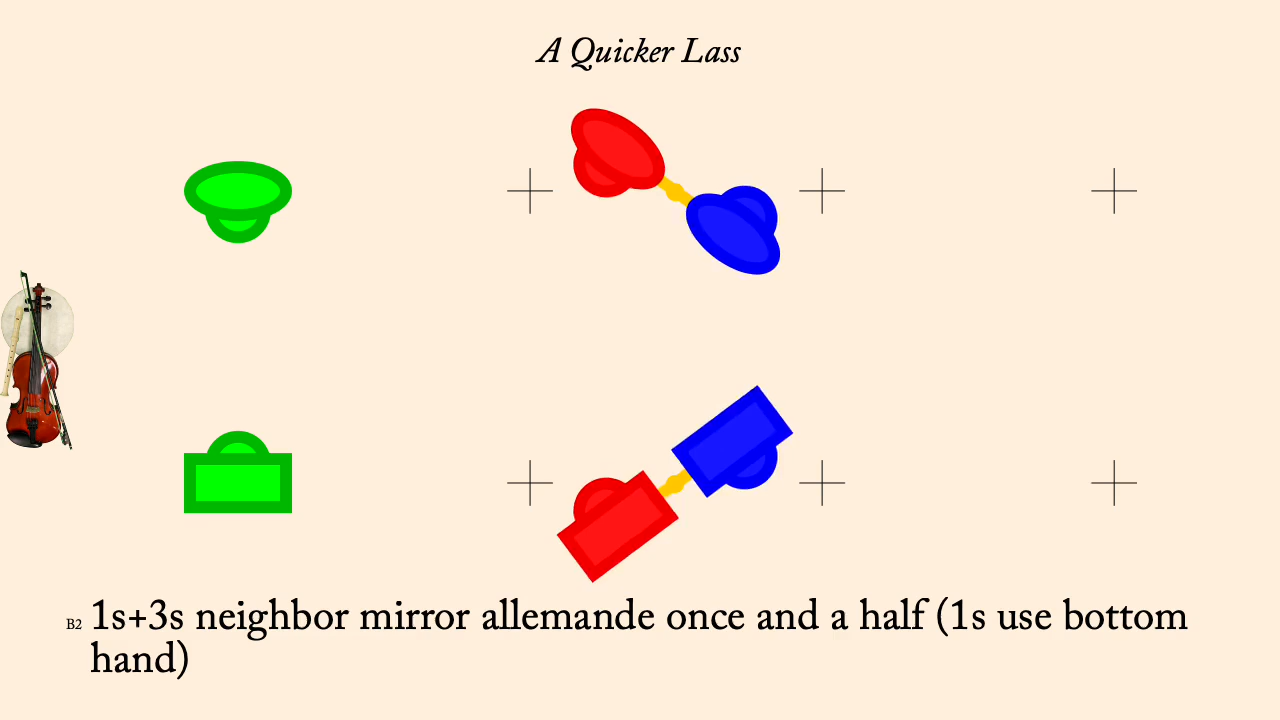 A Quicker Lass
B2 1s+3s neighbor mirror allemande once and a half (1s use bottom
hand)